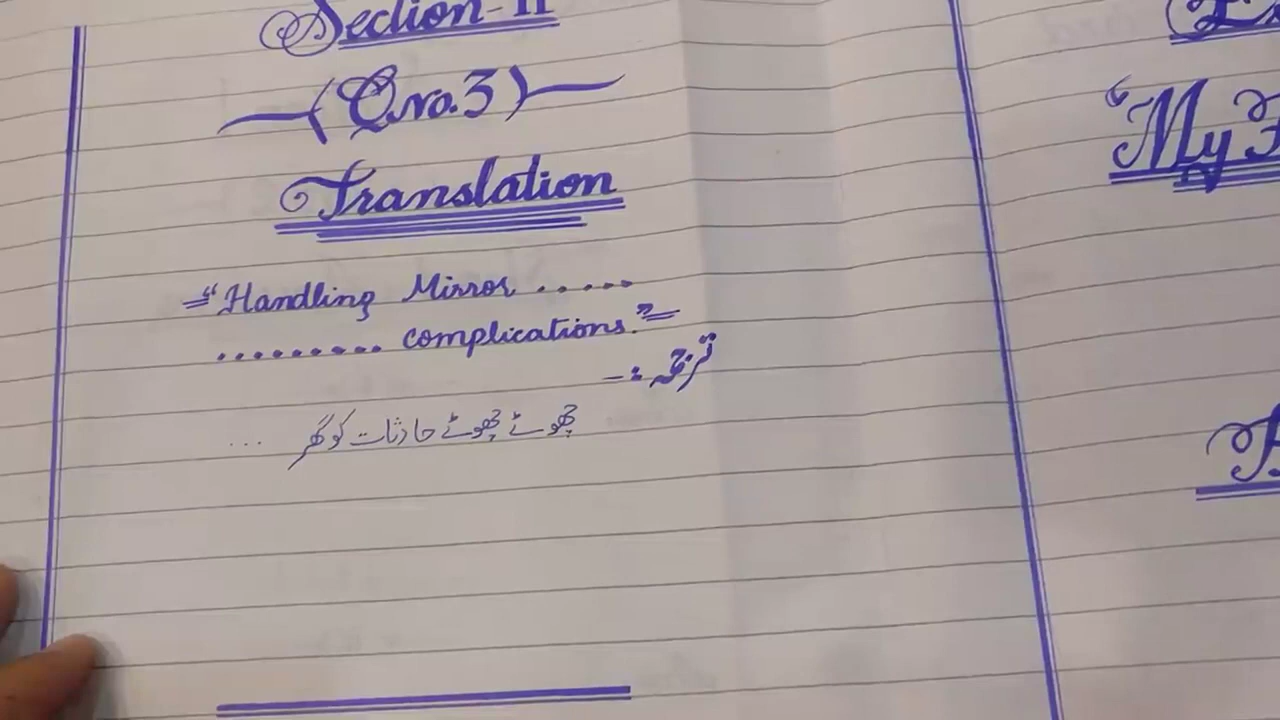 Section-II
(Q.no.3)
Translation
"Handling Mirror .....
......... complications."
ترجمہ :-
چھوٹے چھوٹے حادثات کو گھر ...
"My